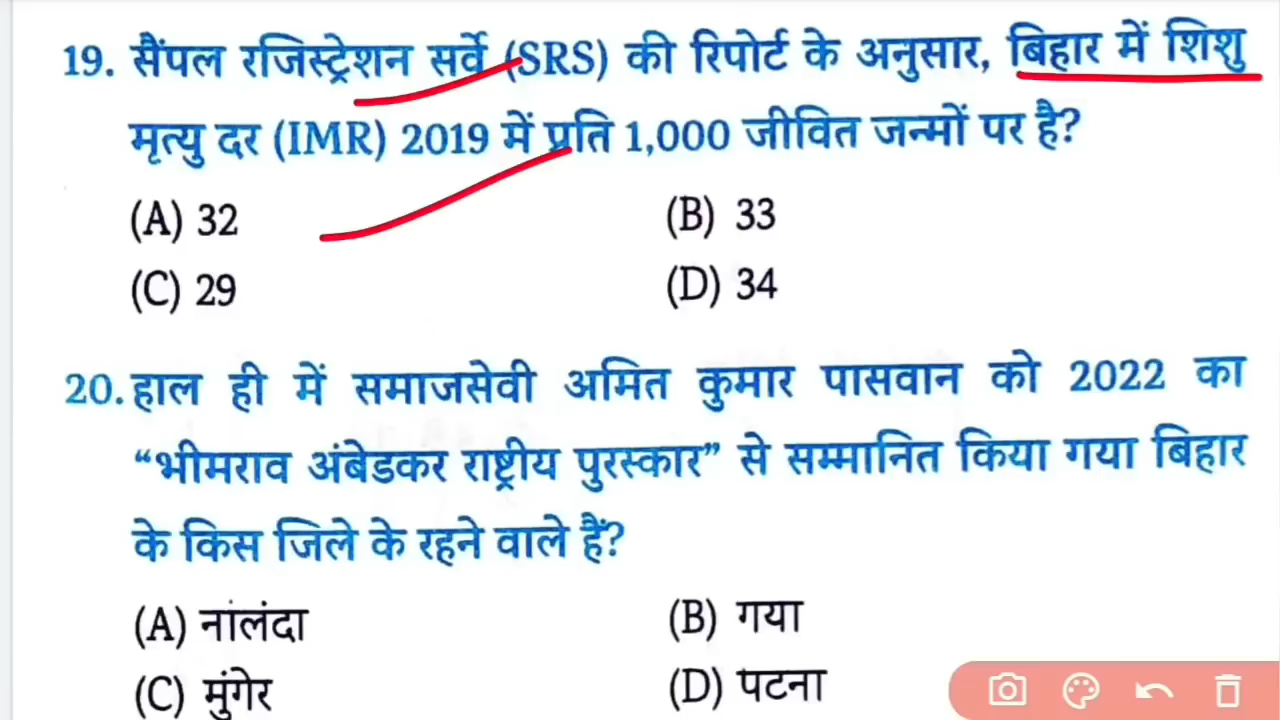 19. सैंपल रजिस्ट्रेशन सर्वे (SRS) की रिपोर्ट के अनुसार, बिहार में शिशु
मृत्यु दर (IMR) 2019 में प्रति 1,000 जीवित जन्मों पर है?
(A) 32 (B) 33
(C) 29 (D) 34
20. हाल ही में समाजसेवी अमित कुमार पासवान को 2022 का
“भीमराव अंबेडकर राष्ट्रीय पुरस्कार” से सम्मानित किया गया बिहार
के किस जिले के रहने वाले हैं?
(A) नांलंदा (B) गया
(C) मुंगेर (D) पटना